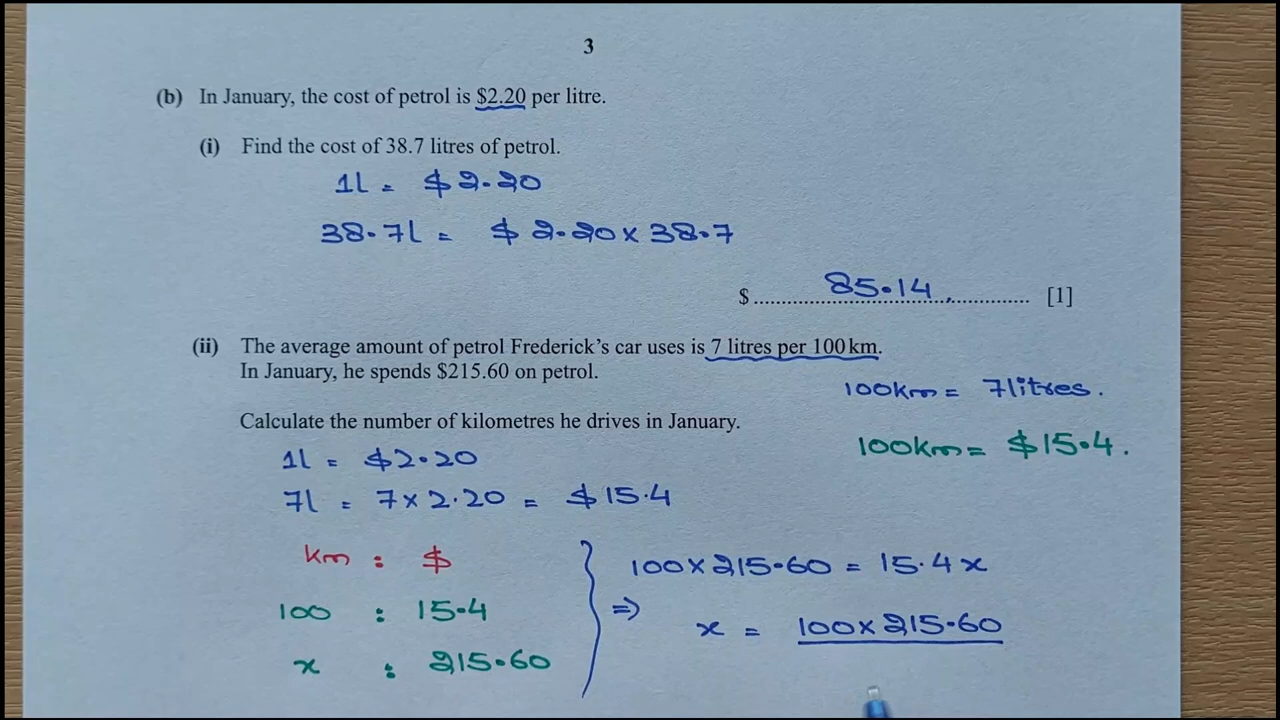 3
(b) In January, the cost of petrol is $2.20 per litre.
(i) Find the cost of 38.7 litres of petrol.
1l = $2.20
38.7l = $2.20 x 38.7
$ ........ 85.14 ........ [1]
(ii) The average amount of petrol Frederick's car uses is 7 litres per 100 km.
In January, he spends $215.60 on petrol.
100km = 7litres.
Calculate the number of kilometres he drives in January.
100km = $15.4.
1l = $2.20
7l = 7 x 2.20 = $15.4
km : $
100 : 15.4
x : 215.60
⇒ 100 x 215.60 = 15.4x
x = 100 x 215.60